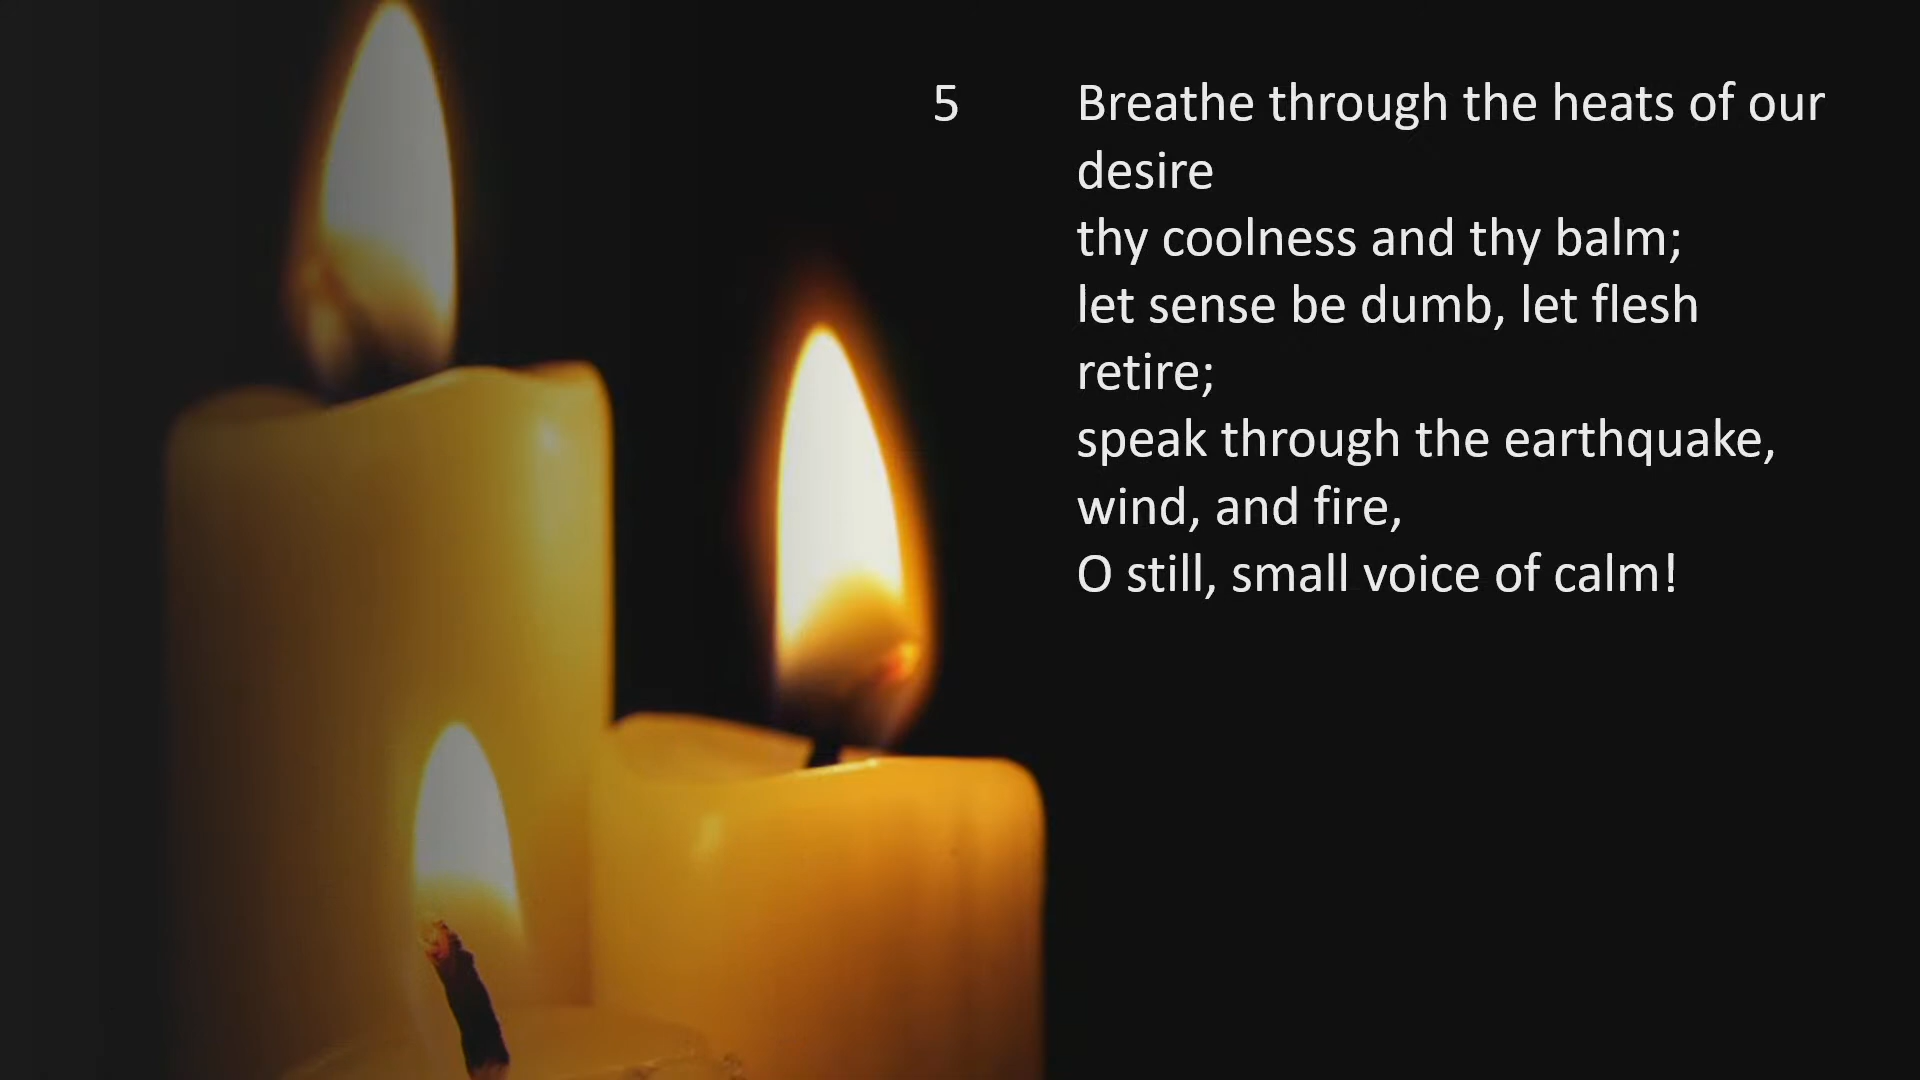 5 Breathe through the heats of our
desire
thy coolness and thy balm;
let sense be dumb, let flesh
retire;
speak through the earthquake,
wind, and fire,
O still, small voice of calm!